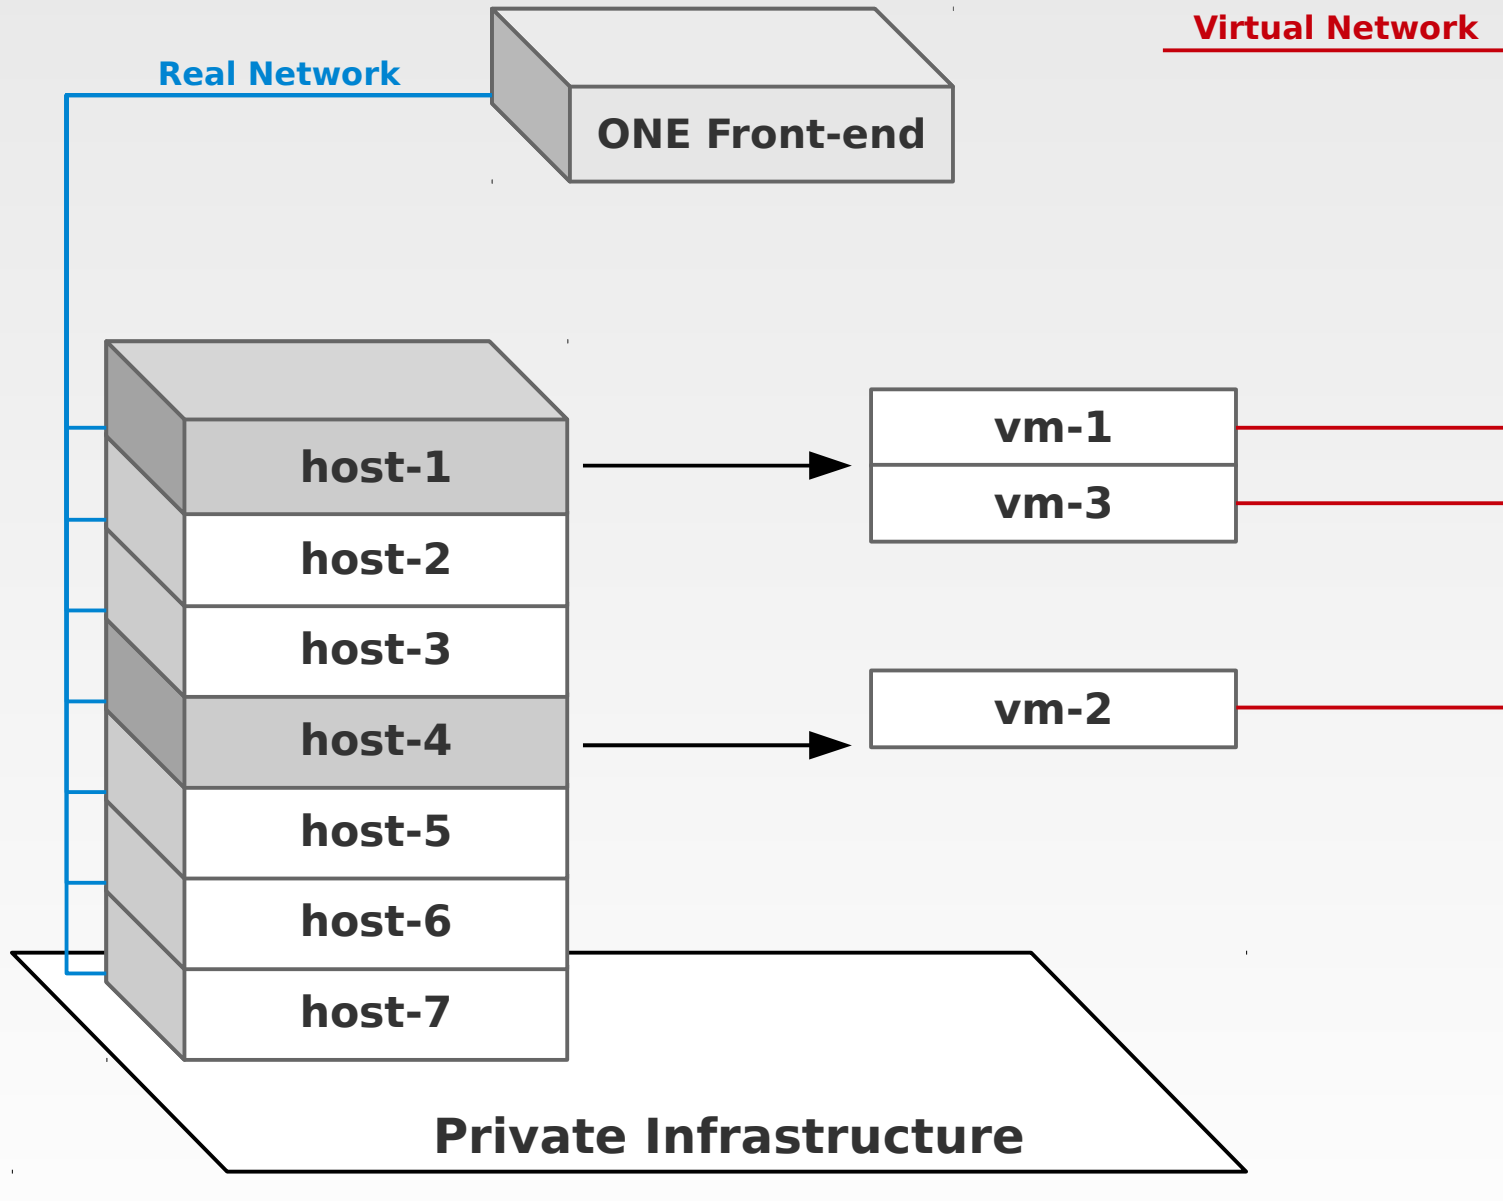 Virtual Network
Real Network
ONE Front-end
host-1
host-2
host-3
host-4
host-5
host-6
host-7
vm-1
vm-3
vm-2
Private Infrastructure